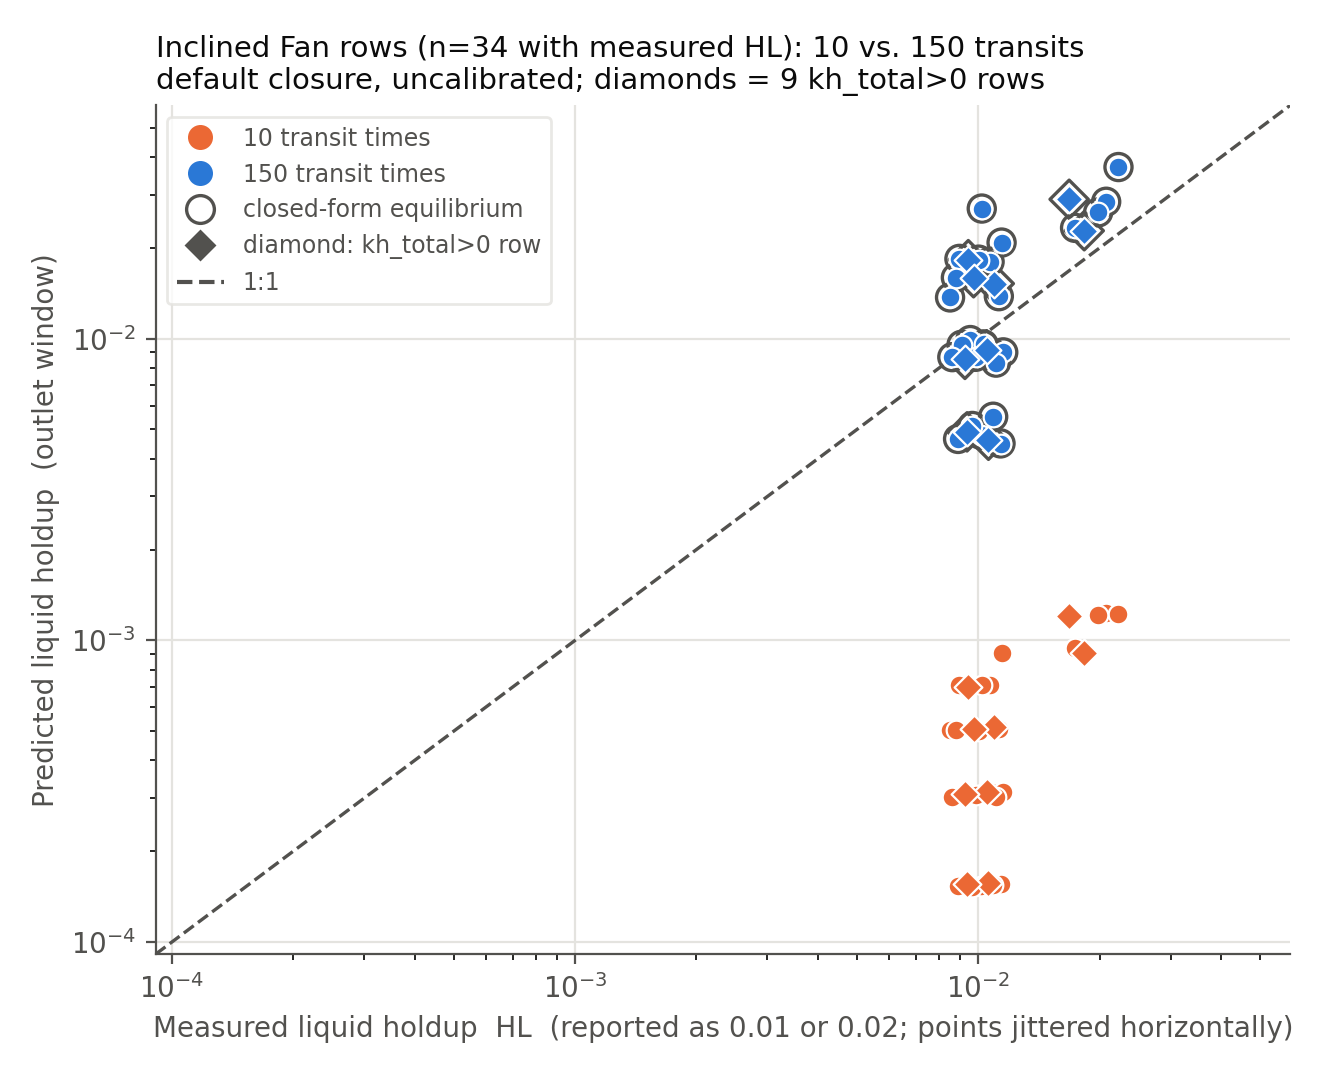 Inclined Fan rows (n=34 with measured HL): 10 vs. 150 transits
default closure, uncalibrated; diamonds = 9 kh_total>0 rows
10 transit times
150 transit times
closed-form equilibrium
diamond: kh_total>0 row
1:1
Predicted liquid holdup (outlet window)
10⁻²
10⁻³
10⁻⁴
10⁻⁴
10⁻³
10⁻²
Measured liquid holdup HL (reported as 0.01 or 0.02; points jittered horizontally)